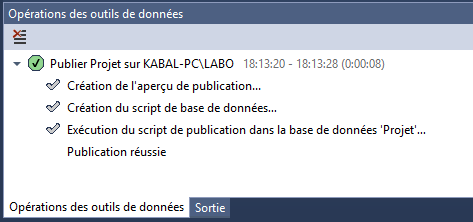 Opérations des outils de données
Publier Projet sur KABAL-PC\LABO 18:13:20 - 18:13:28 (0:00:08)
Création de l'aperçu de publication...
Création du script de base de données...
Exécution du script de publication dans la base de données 'Projet'...
Publication réussie
Opérations des outils de données Sortie